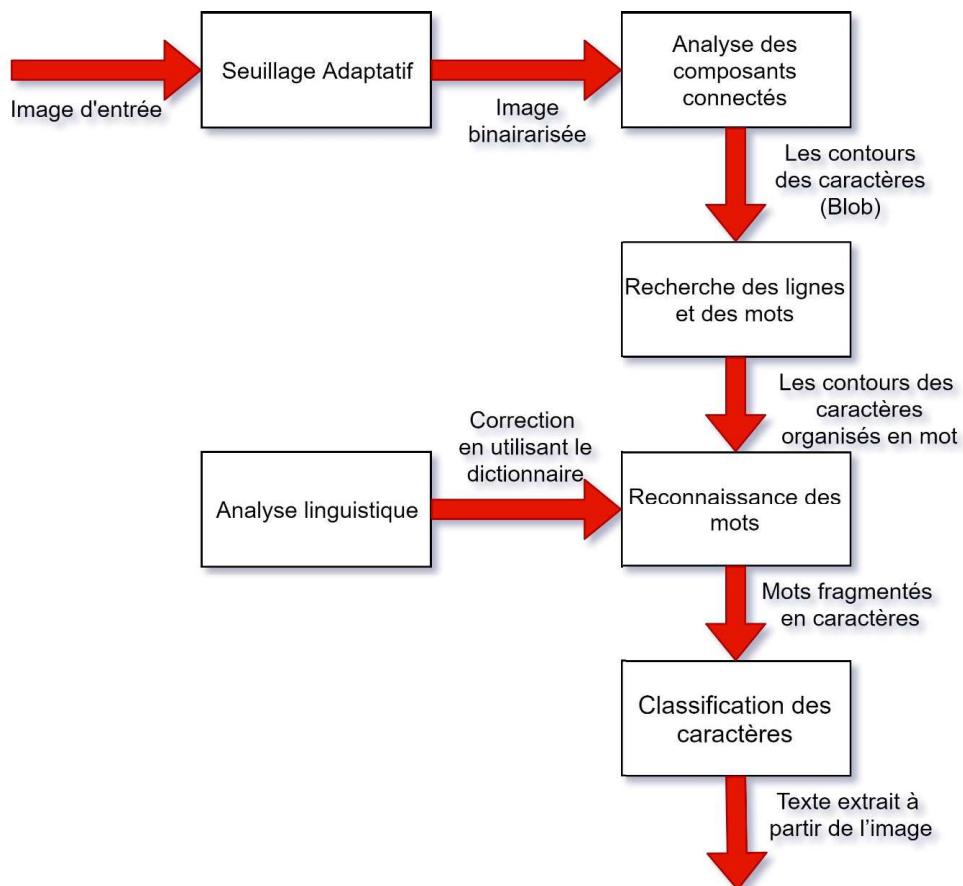 Image d'entrée
Seuillage Adaptatif
Image
binairarisée
Analyse des
composants
connectés
Les contours
des caractères
(Blob)
Recherche des lignes
et des mots
Les contours des
caractères
organisés en mot
Analyse linguistique
Correction
en utilisant le
dictionnaire
Reconnaissance des
mots
Mots fragmentés
en caractères
Classification des
caractères
Texte extrait à
partir de l’image